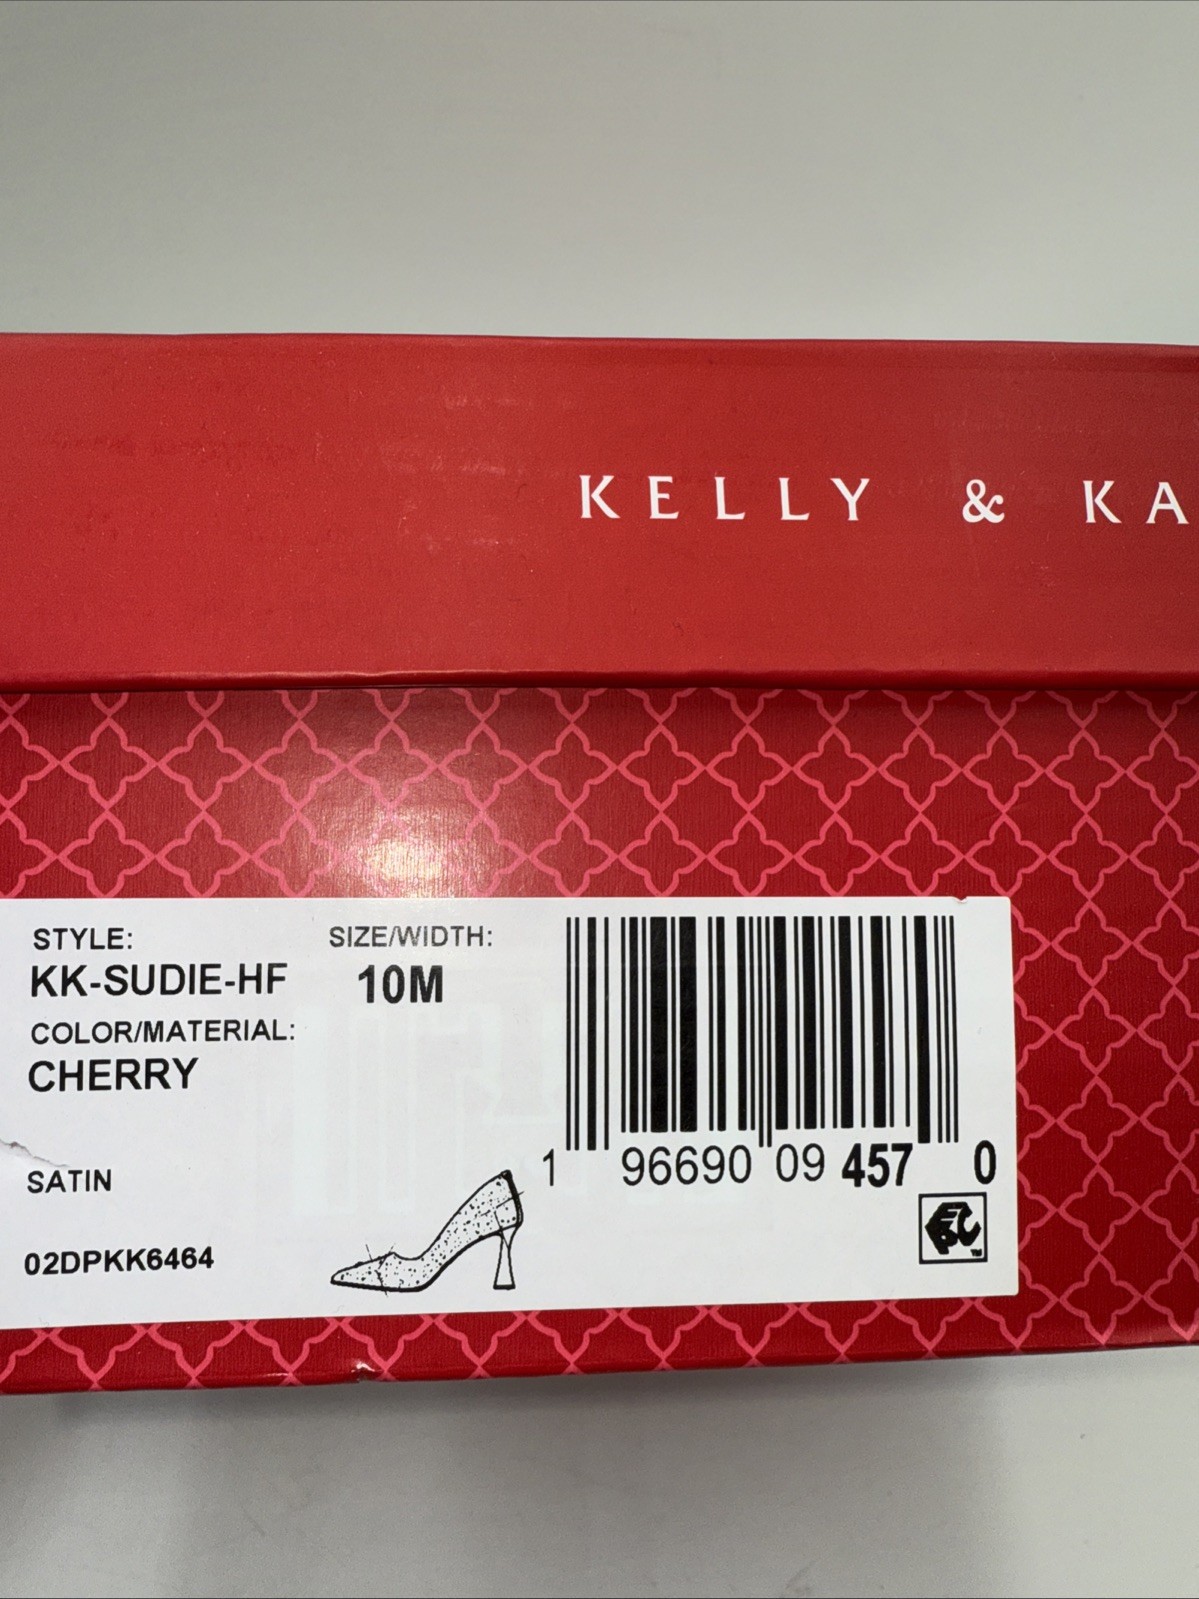 KELLY & KA
STYLE:
KK-SUDIE-HF
SIZE/WIDTH:
10M
COLOR/MATERIAL:
CHERRY
SATIN
02DPKK6464
1 96690 09 457 0
TM